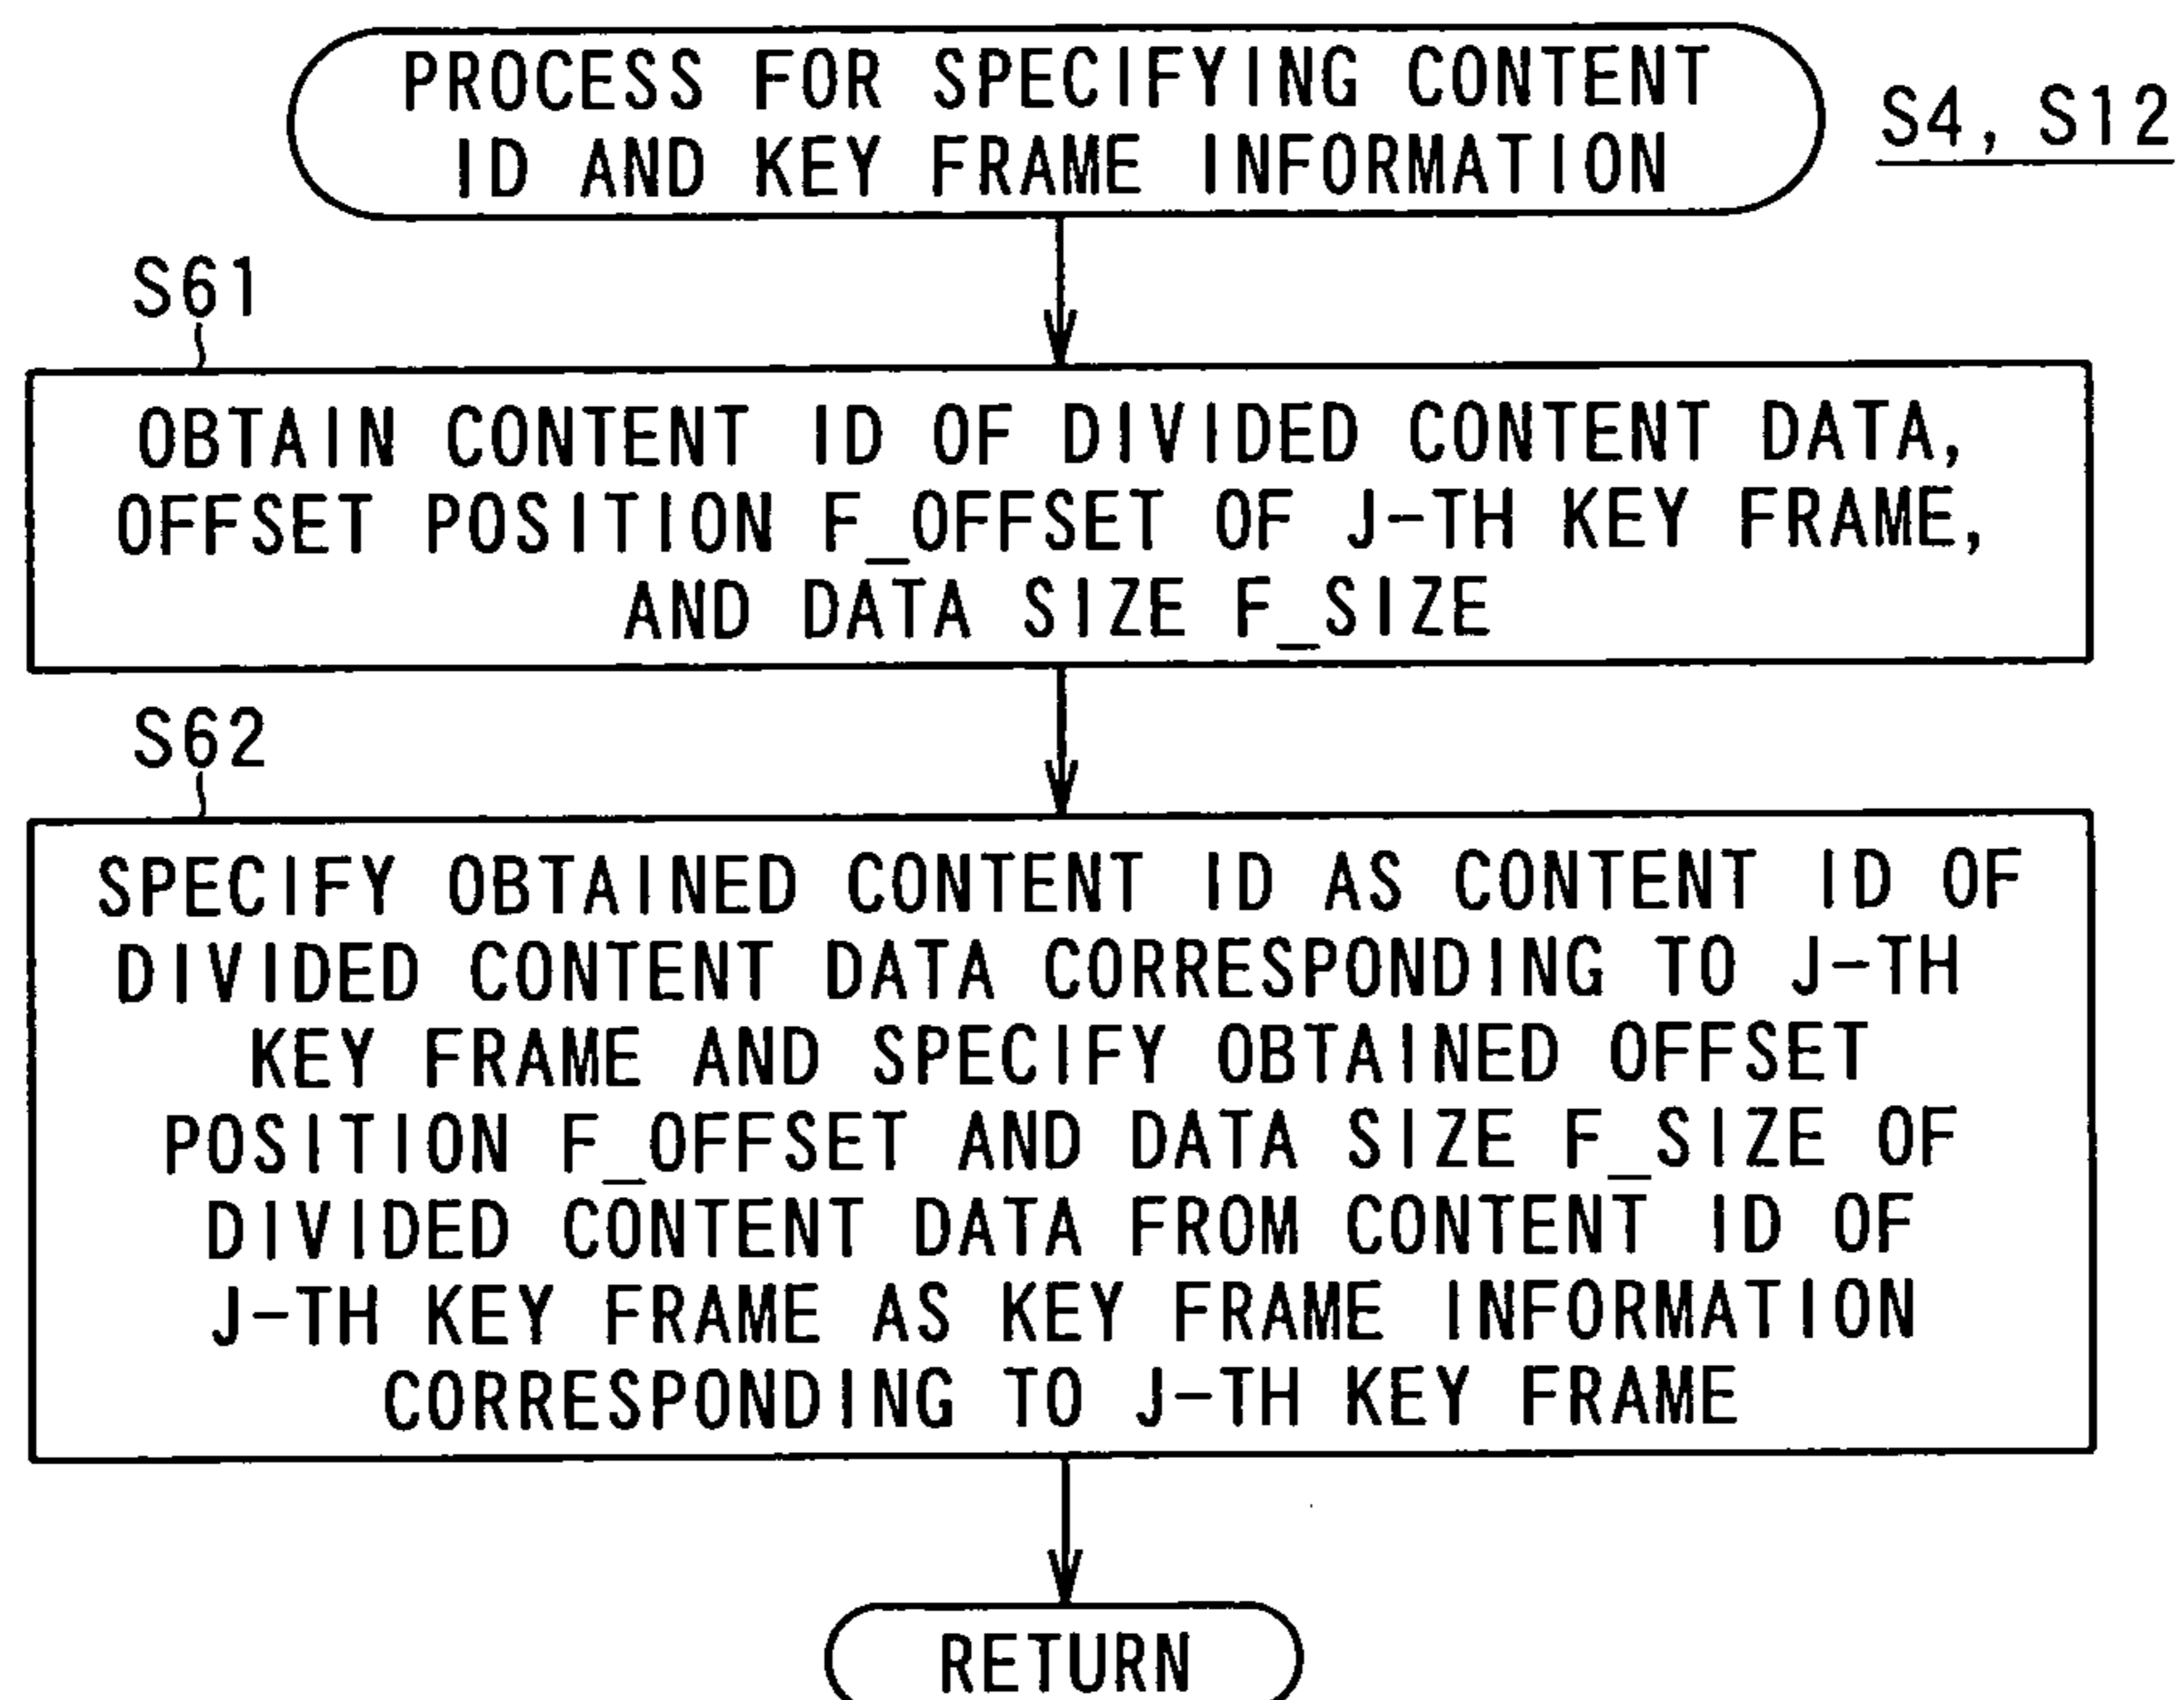 PROCESS FOR SPECIFYING CONTENT
ID AND KEY FRAME INFORMATION
S4, S12
S61
OBTAIN CONTENT ID OF DIVIDED CONTENT DATA,
OFFSET POSITION F_OFFSET OF J-TH KEY FRAME,
AND DATA SIZE F_SIZE
S62
SPECIFY OBTAINED CONTENT ID AS CONTENT ID OF
DIVIDED CONTENT DATA CORRESPONDING TO J-TH
KEY FRAME AND SPECIFY OBTAINED OFFSET
POSITION F_OFFSET AND DATA SIZE F_SIZE OF
DIVIDED CONTENT DATA FROM CONTENT ID OF
J-TH KEY FRAME AS KEY FRAME INFORMATION
CORRESPONDING TO J-TH KEY FRAME
RETURN